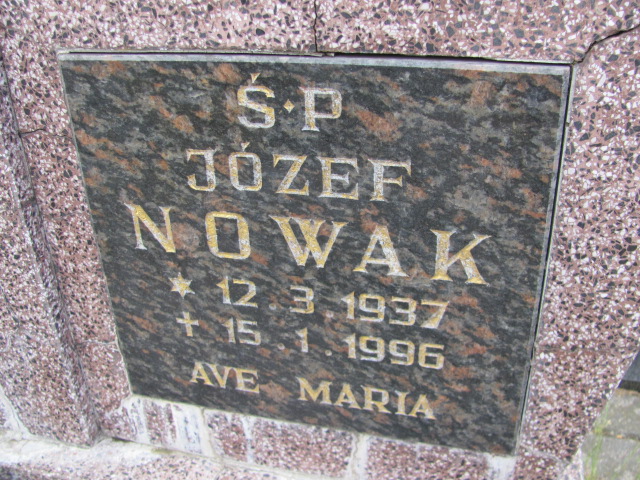 Ś·P
JÓZEF
NOWAK
* 12.3.1937
+ 15.1.1996
AVE MARIA